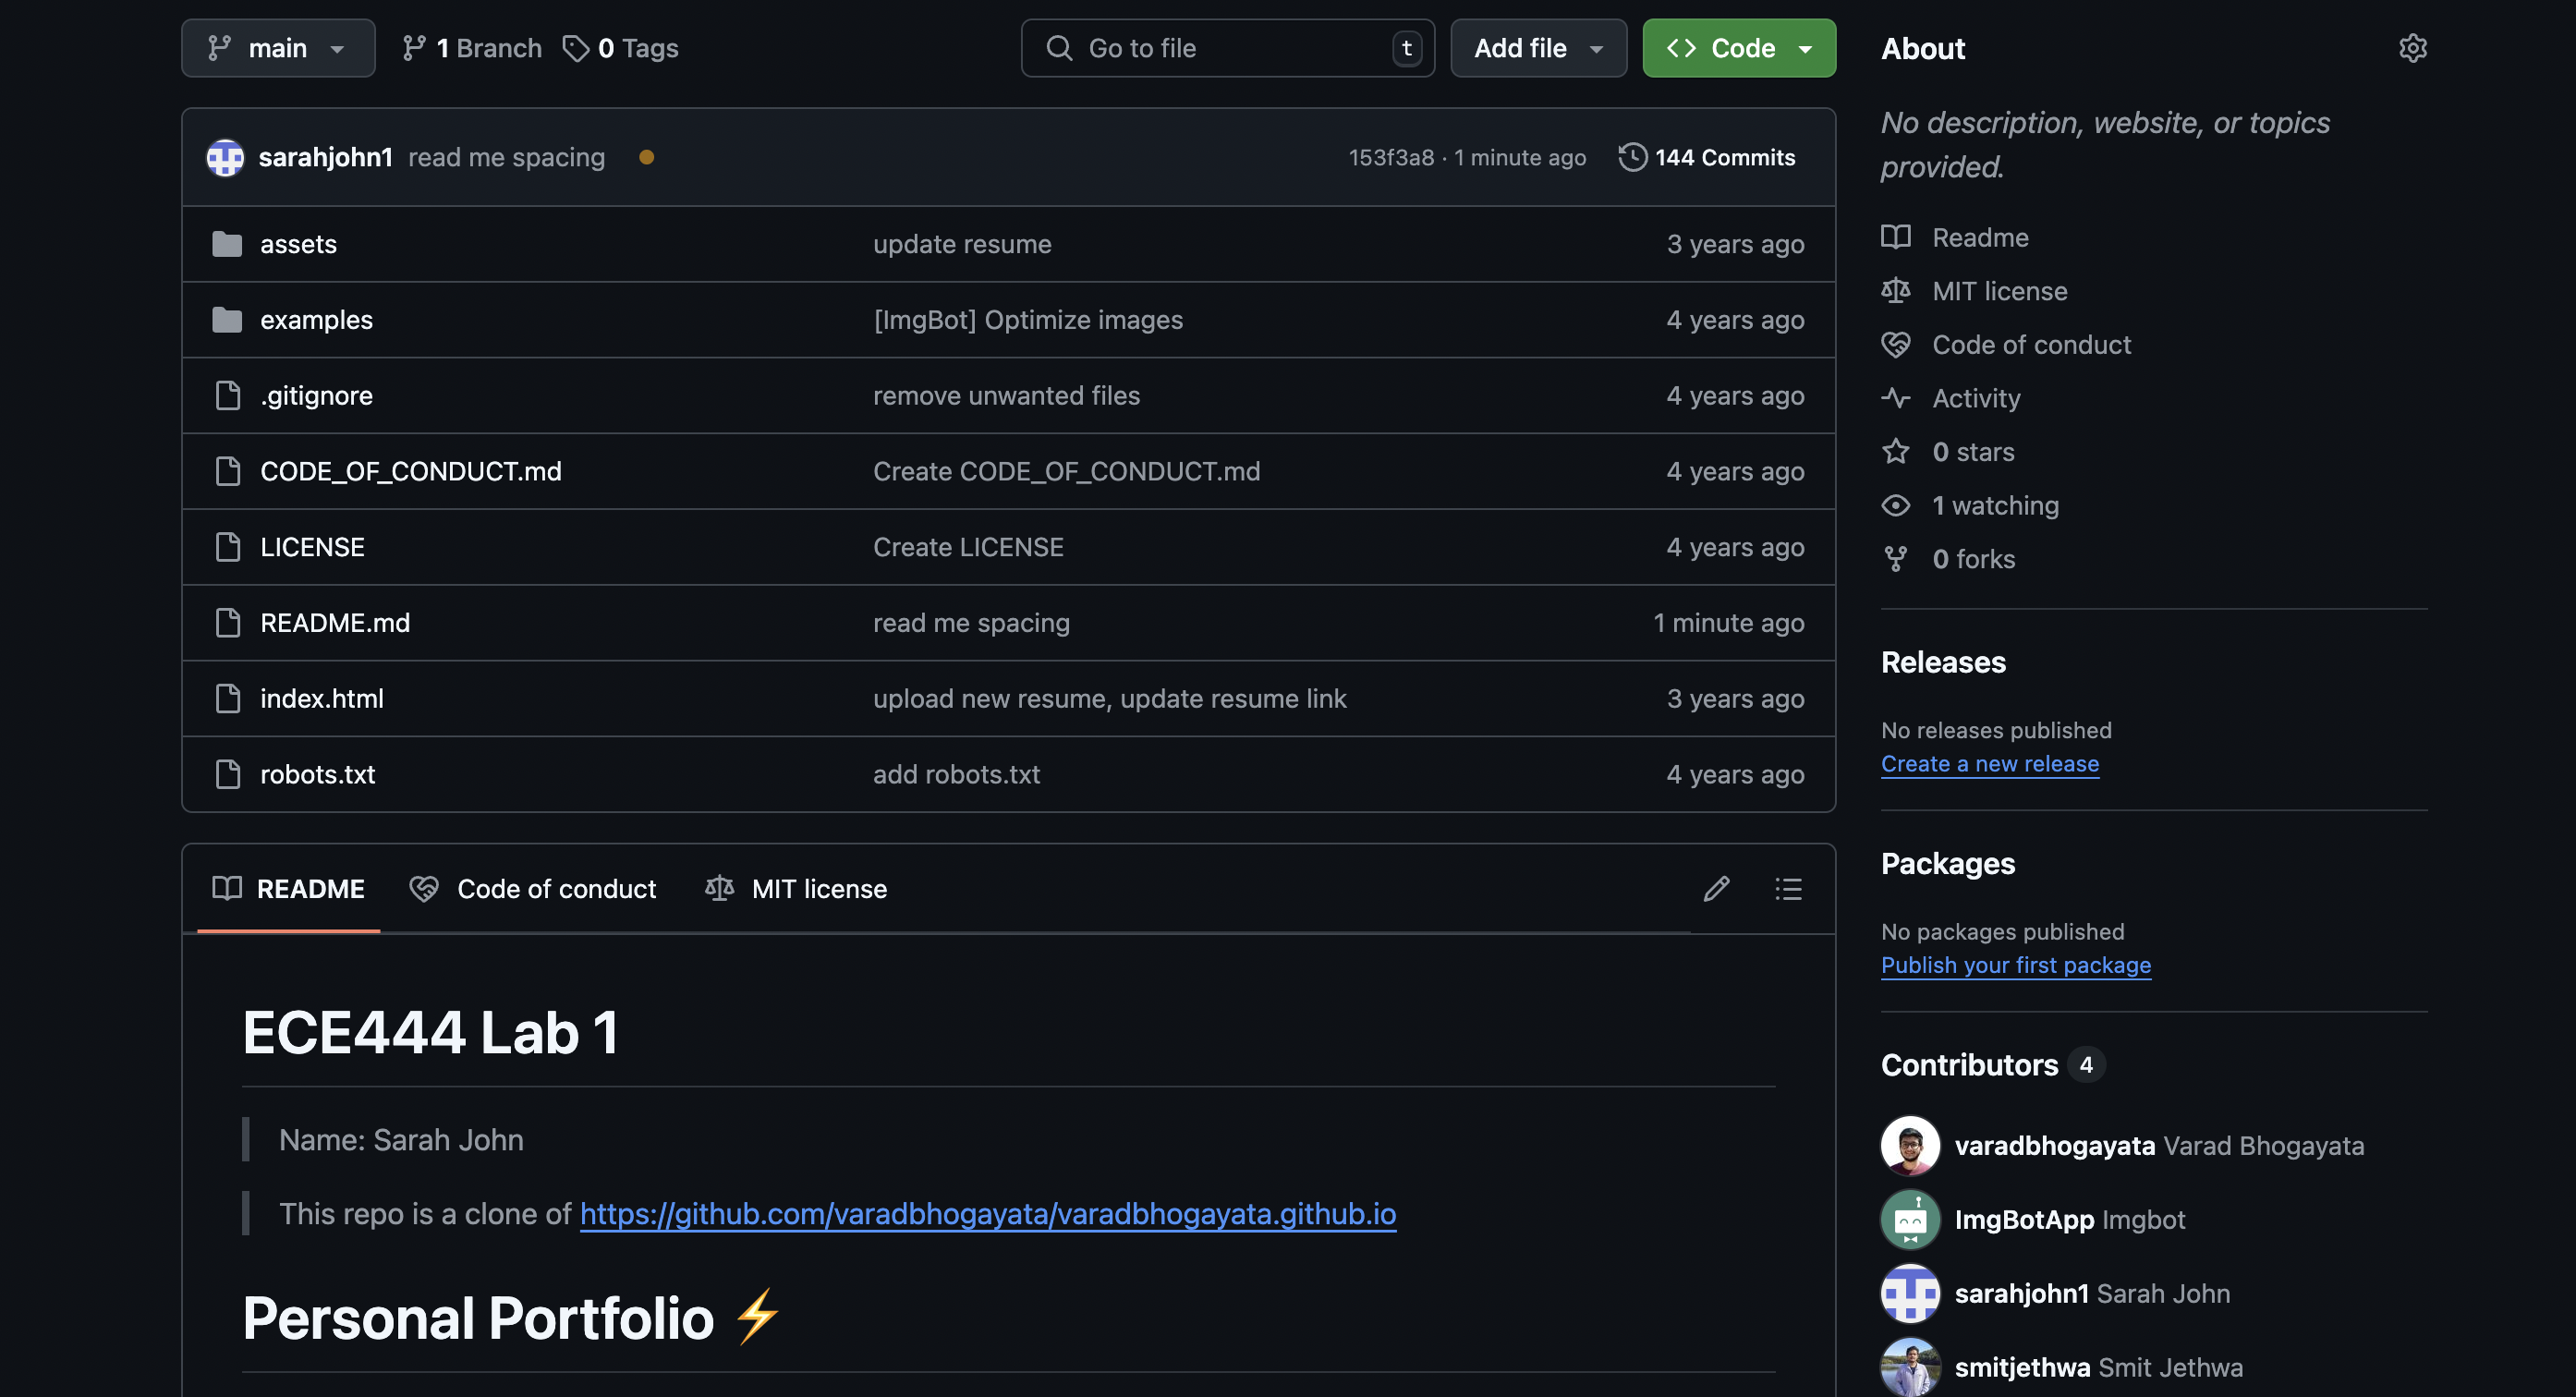 main 1 Branch 0 Tags Go to file t Add file Code
sarahjohn1 read me spacing 153f3a8 · 1 minute ago 144 Commits
assets update resume 3 years ago
examples [ImgBot] Optimize images 4 years ago
.gitignore remove unwanted files 4 years ago
CODE_OF_CONDUCT.md Create CODE_OF_CONDUCT.md 4 years ago
LICENSE Create LICENSE 4 years ago
README.md read me spacing 1 minute ago
index.html upload new resume, update resume link 3 years ago
robots.txt add robots.txt 4 years ago
README Code of conduct MIT license
ECE444 Lab 1
Name: Sarah John
This repo is a clone of https://github.com/varadbhogayata/varadbhogayata.github.io
Personal Portfolio ⚡
About
No description, website, or topics
provided.
Readme
MIT license
Code of conduct
Activity
0 stars
1 watching
0 forks
Releases
No releases published
Create a new release
Packages
No packages published
Publish your first package
Contributors 4
varadbhogayata Varad Bhogayata
ImgBotApp Imgbot
sarahjohn1 Sarah John
smitjethwa Smit Jethwa